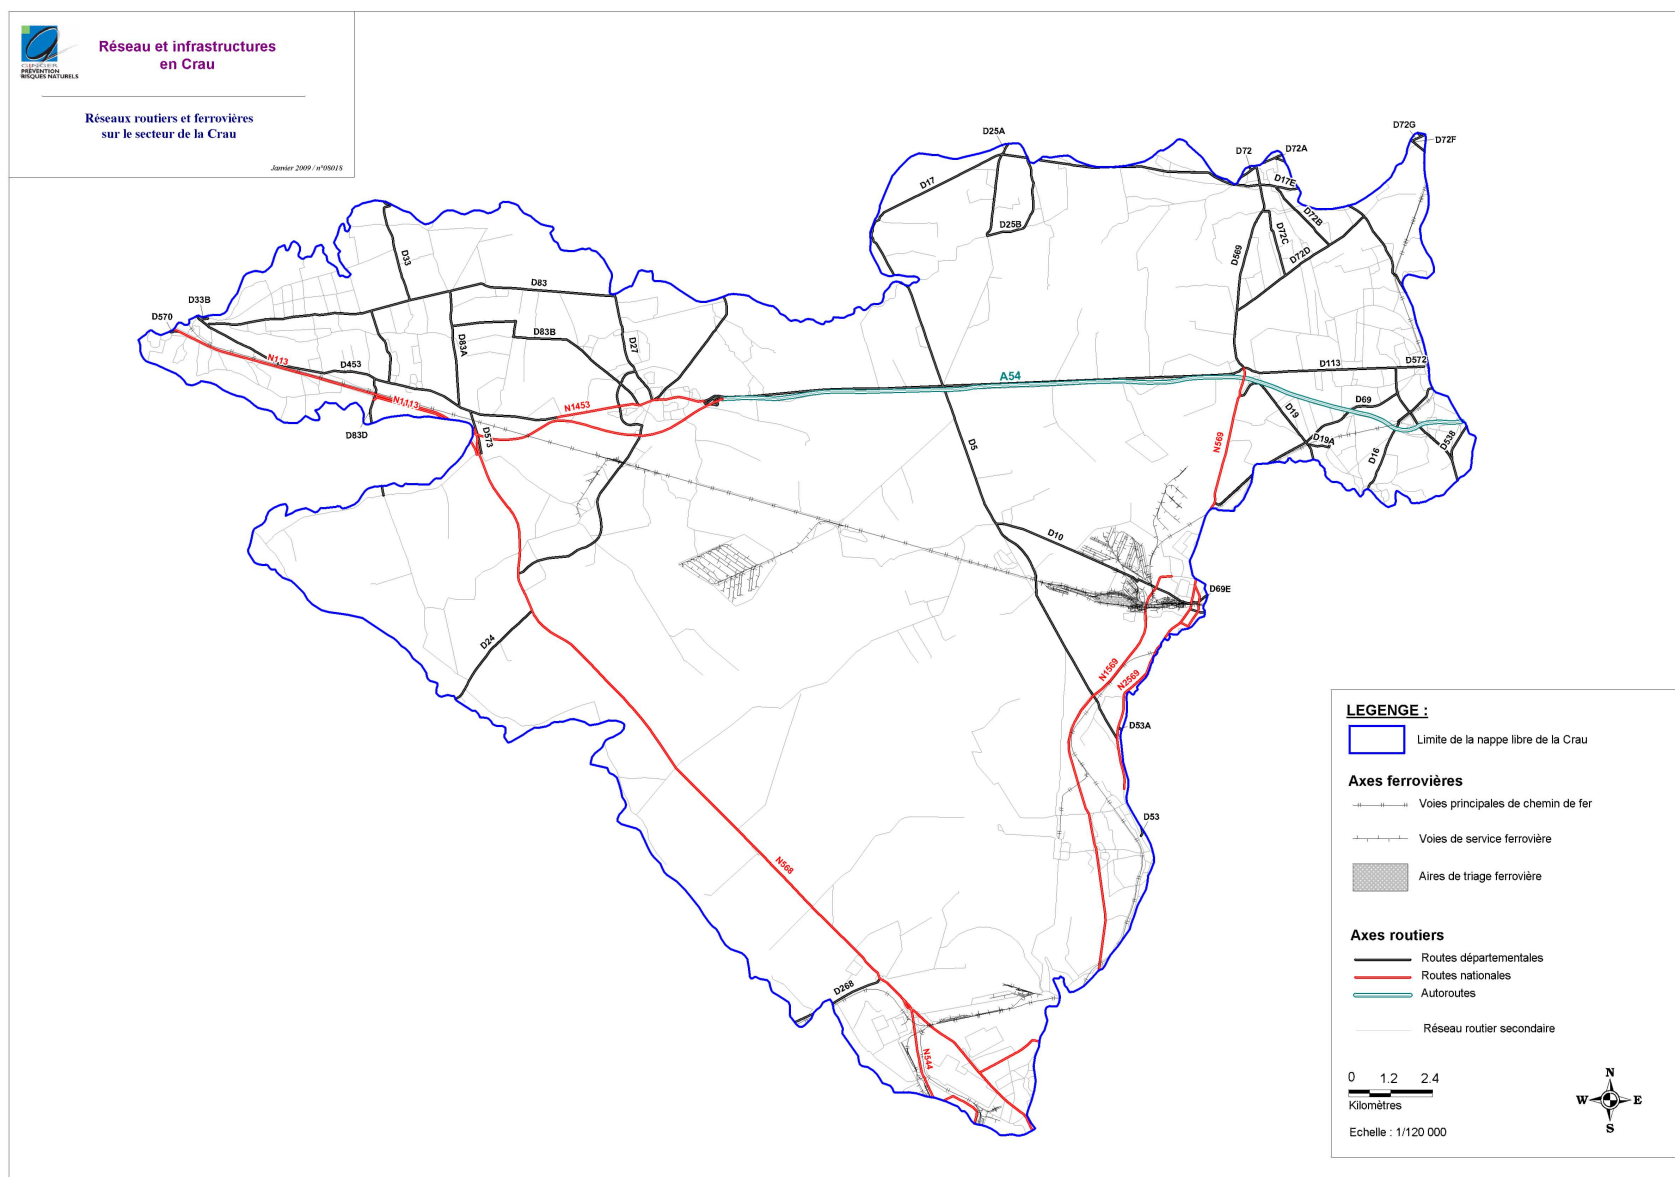 GINGER
PRÉVENTION
RISQUES NATURELS
Réseau et infrastructures
en Crau
Réseaux routiers et ferrovières
sur le secteur de la Crau
Janvier 2009 / n°08018
D25A
D72G
D72F
D72
D72A
D17
D17E
D25B
D72B
D72C
D72D
D569
D33
D83
D33B
D570
D83B
D83A
D27
N113
D453
A54
D113
D572
N1113
N1453
D69
D83D
D573
D5
N569
D19
D19A
D16
D538
D10
D69E
D24
N1569
N2569
D53A
D53
N568
D268
N544
LEGENGE :
Limite de la nappe libre de la Crau
Axes ferrovières
Voies principales de chemin de fer
Voies de service ferrovière
Aires de triage ferrovière
Axes routiers
Routes départementales
Routes nationales
Autoroutes
Réseau routier secondaire
0 1.2 2.4
Kilomètres
Echelle : 1/120 000
N
W E
S